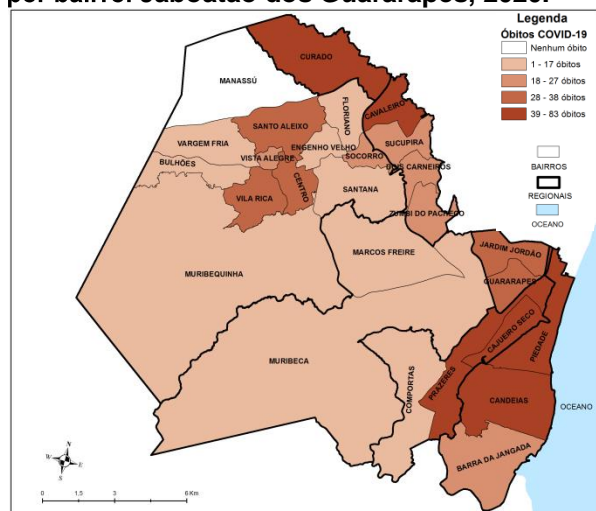 por bairro. Jaboatão dos Guararapes, 2020.
Legenda
Óbitos COVID-19
Nenhum óbito
1 - 17 óbitos
18 - 27 óbitos
28 - 38 óbitos
39 - 83 óbitos
BAIRROS
REGIONAIS
OCEANO
CURADO
MANASSÚ
FLORIANO
CAVALEIRO
SANTO ALEIXO
VARGEM FRIA
ENGENHO VELHO
SUCUPIRA
BULHÕES
VISTA ALEGRE
SOCORRO
DOIS CARNEIROS
VILA RICA
CENTRO
SANTANA
ZUMBI DO PACHECO
MARCOS FREIRE
JARDIM JORDÃO
MURIBEQUINHA
GUARARAPES
CAJUEIRO SECO
PIEDADE
MURIBECA
COMPORTAS
PRAZERES
CANDEIAS
OCEANO
BARRA DA JANGADA
N
W E
S
0 1.5 3 6 Km